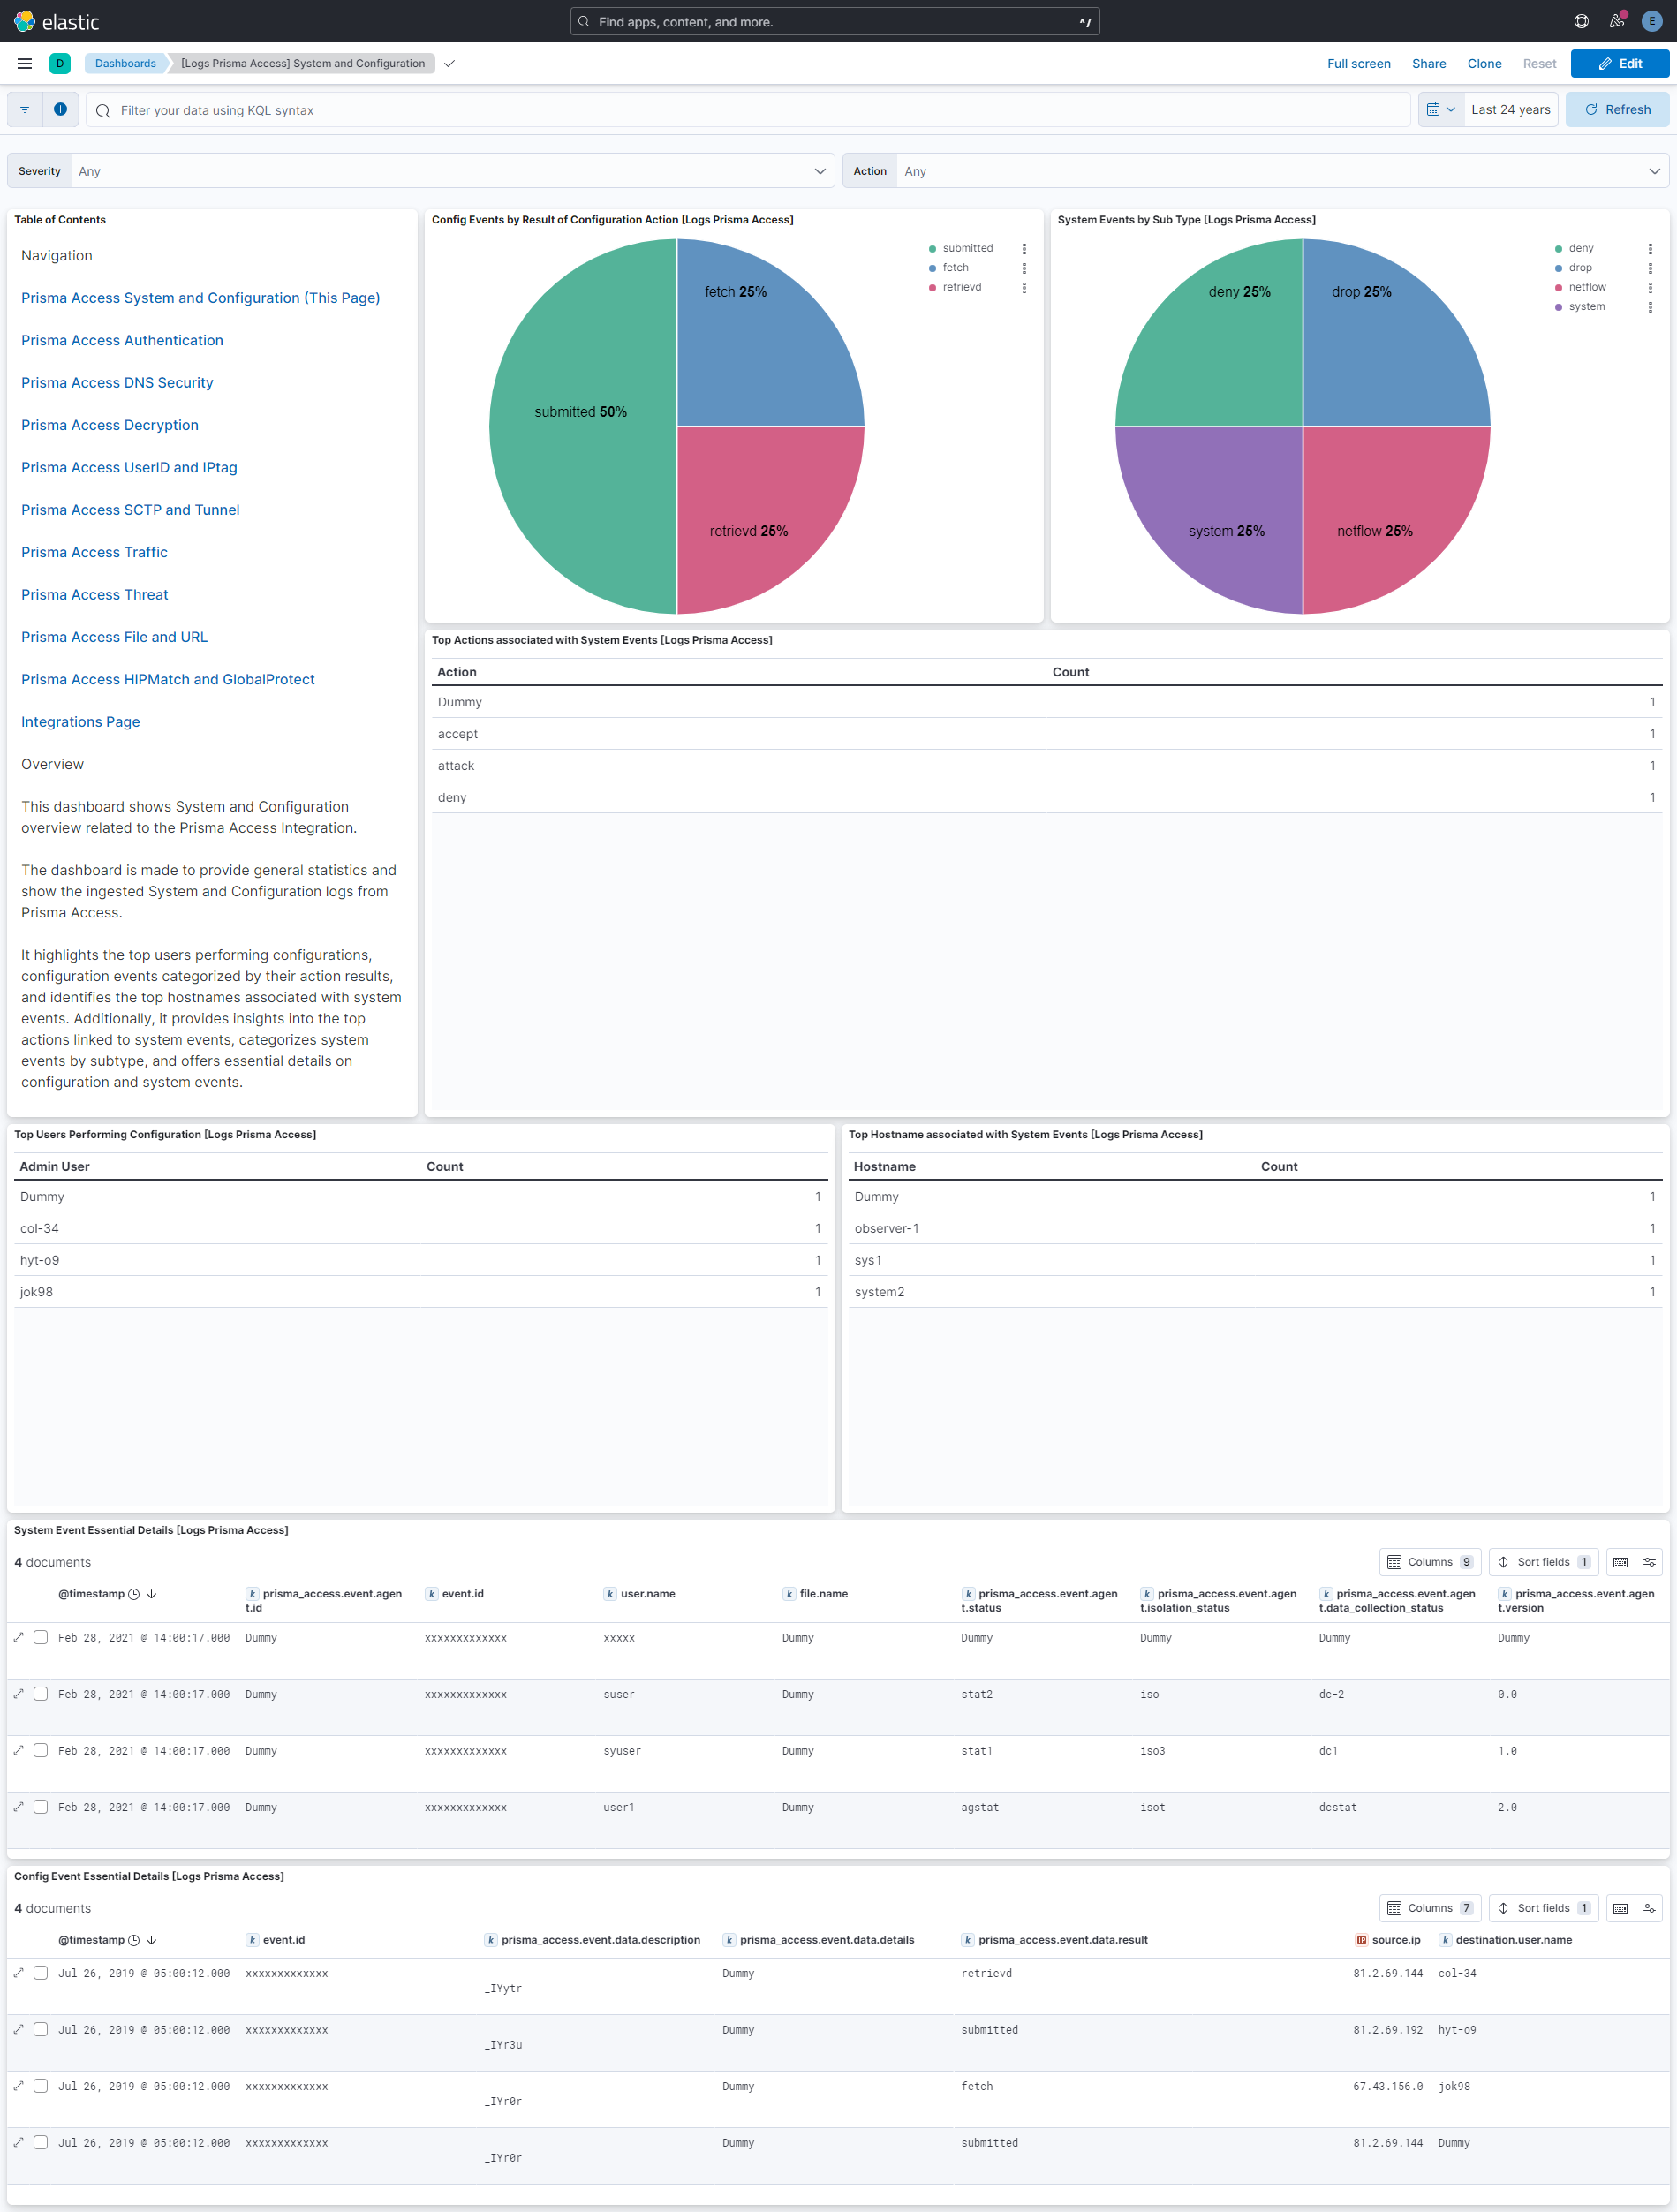 elastic
Find apps, content, and more.
^/
E
D
Dashboards
[Logs Prisma Access] System and Configuration
Full screen
Share
Clone
Reset
Edit
Filter your data using KQL syntax
Last 24 years
Refresh
Severity
Any
Action
Any
Table of Contents
Navigation
Prisma Access System and Configuration (This Page)
Prisma Access Authentication
Prisma Access DNS Security
Prisma Access Decryption
Prisma Access UserID and IPtag
Prisma Access SCTP and Tunnel
Prisma Access Traffic
Prisma Access Threat
Prisma Access File and URL
Prisma Access HIPMatch and GlobalProtect
Integrations Page
Overview
This dashboard shows System and Configuration
overview related to the Prisma Access Integration.
The dashboard is made to provide general statistics and
show the ingested System and Configuration logs from
Prisma Access.
It highlights the top users performing configurations,
configuration events categorized by their action results,
and identifies the top hostnames associated with system
events. Additionally, it provides insights into the top
actions linked to system events, categorizes system
events by subtype, and offers essential details on
configuration and system events.
Config Events by Result of Configuration Action [Logs Prisma Access]
submitted
fetch
retrievd
fetch 25%
submitted 50%
retrievd 25%
System Events by Sub Type [Logs Prisma Access]
deny
drop
netflow
system
deny 25%
drop 25%
system 25%
netflow 25%
Top Actions associated with System Events [Logs Prisma Access]
Action Count
Dummy 1
accept 1
attack 1
deny 1
Top Users Performing Configuration [Logs Prisma Access]
Admin User Count
Dummy 1
col-34 1
hyt-o9 1
jok98 1
Top Hostname associated with System Events [Logs Prisma Access]
Hostname Count
Dummy 1
observer-1 1
sys1 1
system2 1
System Event Essential Details [Logs Prisma Access]
4 documents
Columns 9
Sort fields 1
@timestamp k prisma_access.event.agen k event.id k user.name k file.name k prisma_access.event.agen k prisma_access.event.agen k prisma_access.event.agen k prisma_access.event.agen
t.id t.status t.isolation_status t.data_collection_status t.version
Feb 28, 2021 @ 14:00:17.000 Dummy xxxxxxxxxxxxx xxxxx Dummy Dummy Dummy Dummy Dummy
Feb 28, 2021 @ 14:00:17.000 Dummy xxxxxxxxxxxxx suser Dummy stat2 iso dc-2 0.0
Feb 28, 2021 @ 14:00:17.000 Dummy xxxxxxxxxxxxx syuser Dummy stat1 iso3 dc1 1.0
Feb 28, 2021 @ 14:00:17.000 Dummy xxxxxxxxxxxxx user1 Dummy agstat isot dcstat 2.0
Config Event Essential Details [Logs Prisma Access]
4 documents
Columns 7
Sort fields 1
@timestamp k event.id k prisma_access.event.data.description k prisma_access.event.data.details k prisma_access.event.data.result IP source.ip k destination.user.name
Jul 26, 2019 @ 05:00:12.000 xxxxxxxxxxxxx Dummy retrievd 81.2.69.144 col-34
_IYytr
Jul 26, 2019 @ 05:00:12.000 xxxxxxxxxxxxx Dummy submitted 81.2.69.192 hyt-o9
_IYr3u
Jul 26, 2019 @ 05:00:12.000 xxxxxxxxxxxxx Dummy fetch 67.43.156.0 jok98
_IYr0r
Jul 26, 2019 @ 05:00:12.000 xxxxxxxxxxxxx Dummy submitted 81.2.69.144 Dummy
_IYr0r